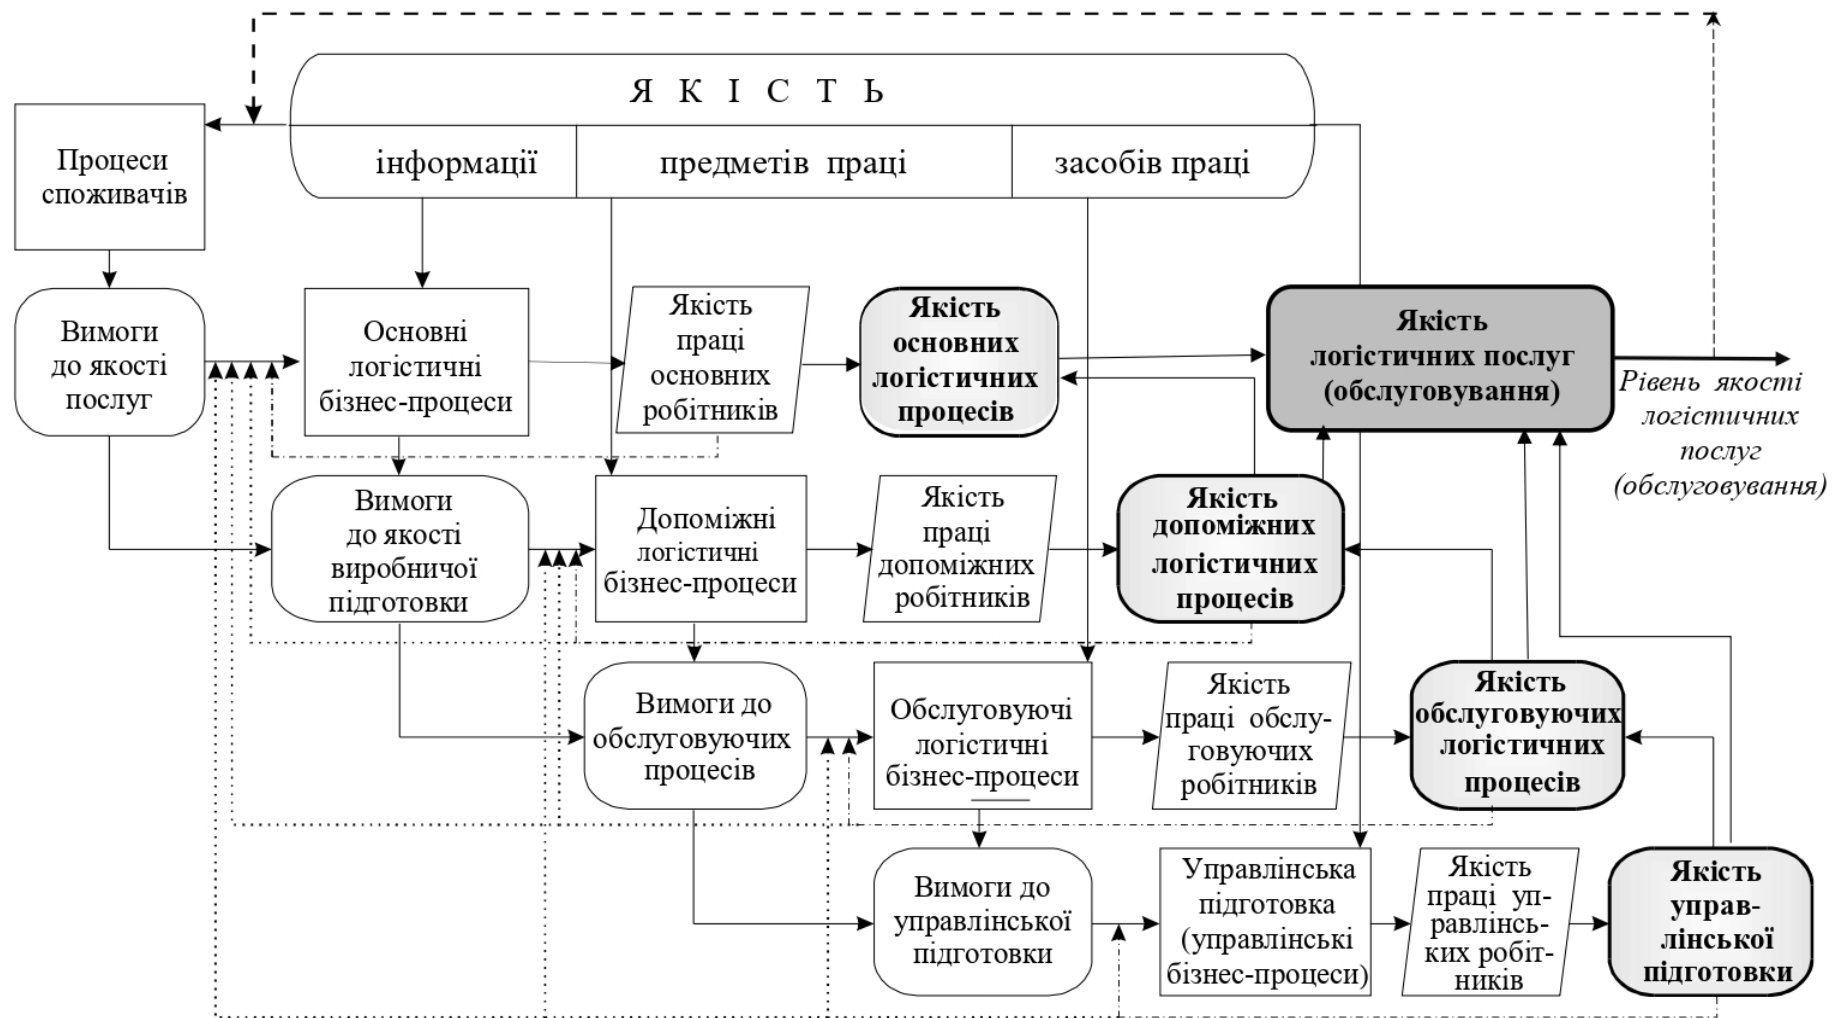 Я К І С Т Ь
інформації
предметів праці
засобів праці
Процеси
споживачів
Вимоги
до якості
послуг
Основні
логістичні
бізнес-процеси
Якість
праці
основних
робітників
Якість
основних
логістичних
процесів
Якість
логістичних послуг
(обслуговування)
Рівень якості
логістичних
послуг
(обслуговування)
Вимоги
до якості
виробничої
підготовки
Допоміжні
логістичні
бізнес-процеси
Якість
праці
допоміжних
робітників
Якість
допоміжних
логістичних
процесів
Вимоги до
обслуговуючих
процесів
Обслуговуючі
логістичні
бізнес-процеси
Якість
праці обслу-
говуючих
робітників
Якість
обслуговуючих
логістичних
процесів
Вимоги до
управлінської
підготовки
Управлінська
підготовка
(управлінські
бізнес-процеси)
Якість
праці уп-
равлінсь-
ких робіт-
ників
Якість
управ-
лінської
підготовки